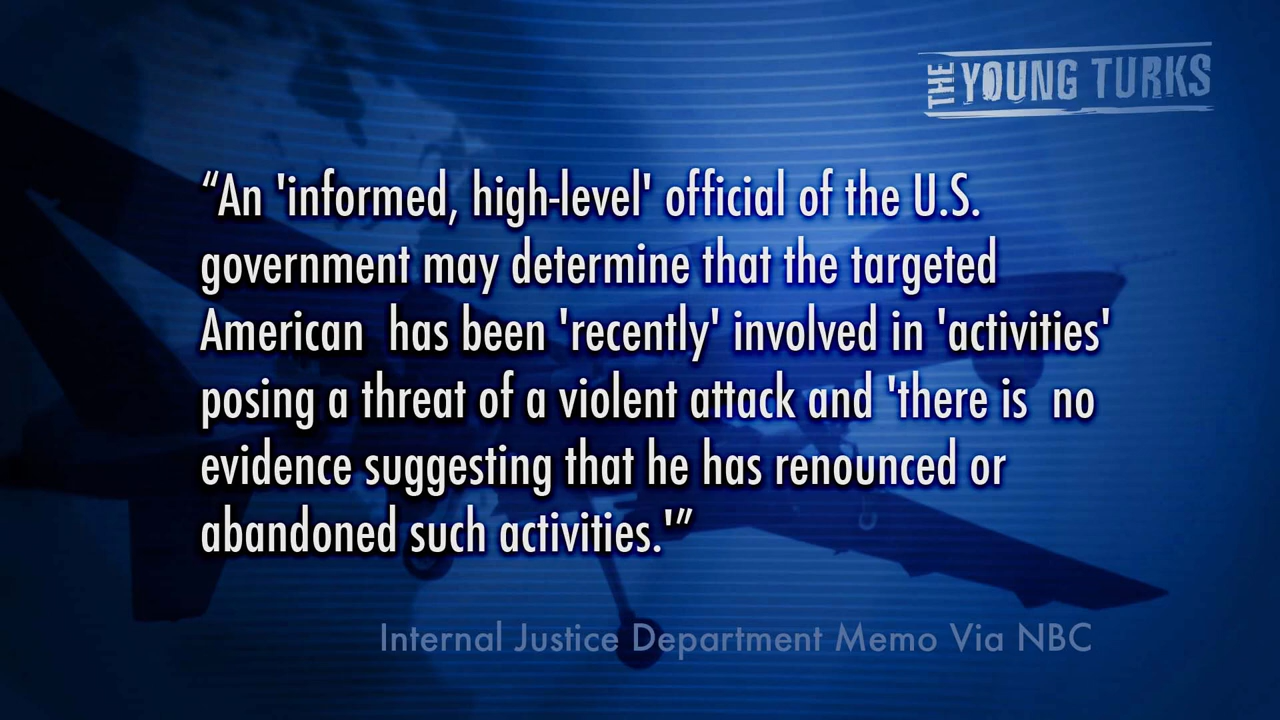 THE YOUNG TURKS
“An 'informed, high-level' official of the U.S.
government may determine that the targeted
American  has been 'recently' involved in 'activities'
posing a threat of a violent attack and 'there is  no
evidence suggesting that he has renounced or
abandoned such activities.'”
Internal Justice Department Memo Via NBC